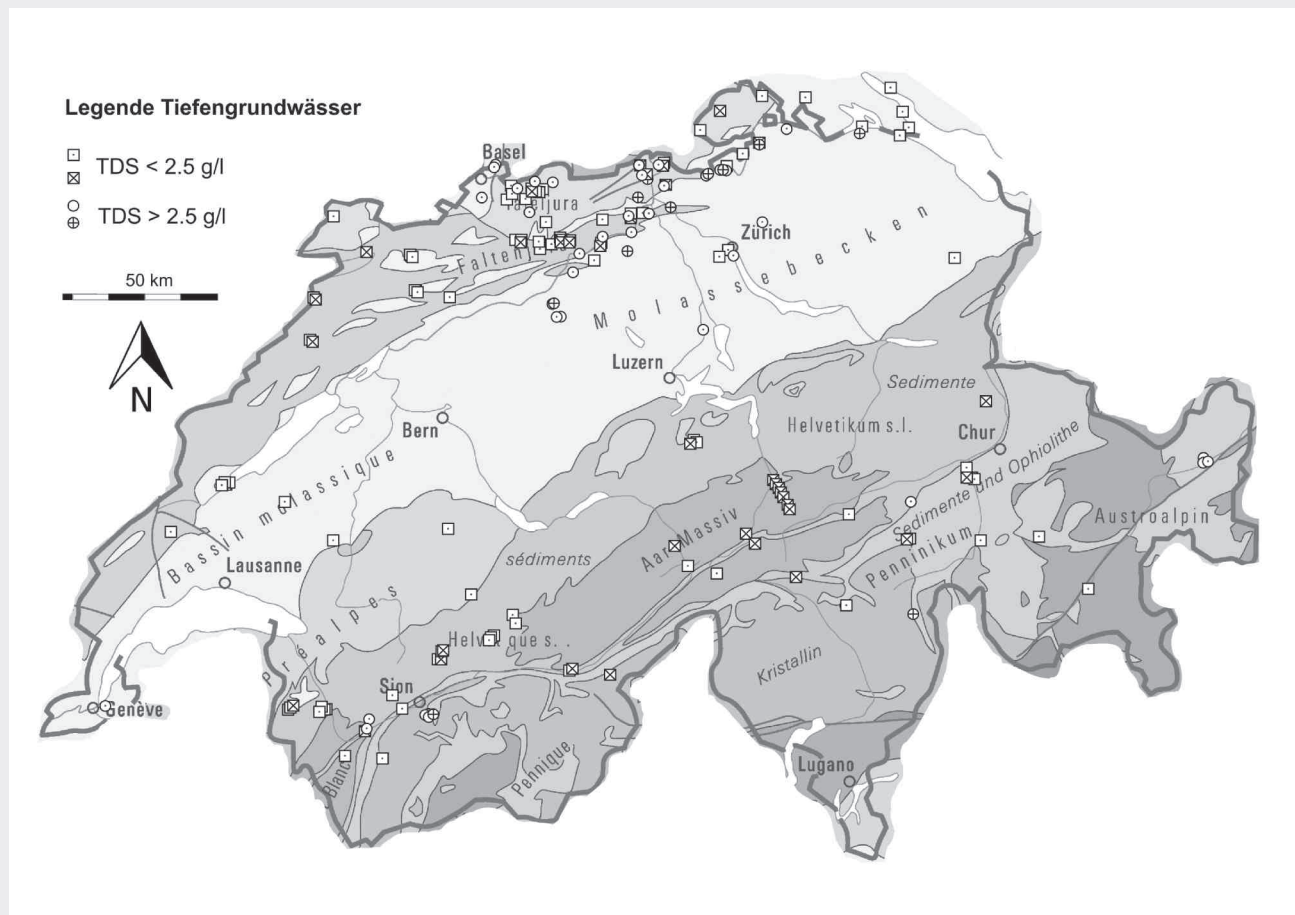 Legende Tiefengrundwässer
TDS < 2.5 g/l
TDS > 2.5 g/l
50 km
N
Basel
Zürich
Molassebecken
Luzern
Sedimente
Helvetikum s.l.
Chur
Bern
Bassin molassique
Sedimente und Ophiolithe
Austroalpin
Aar Massiv
sédiments
Penninikum
Lausanne
Préalpes
Kristallin
Sion
Genève
Pennique
Lugano